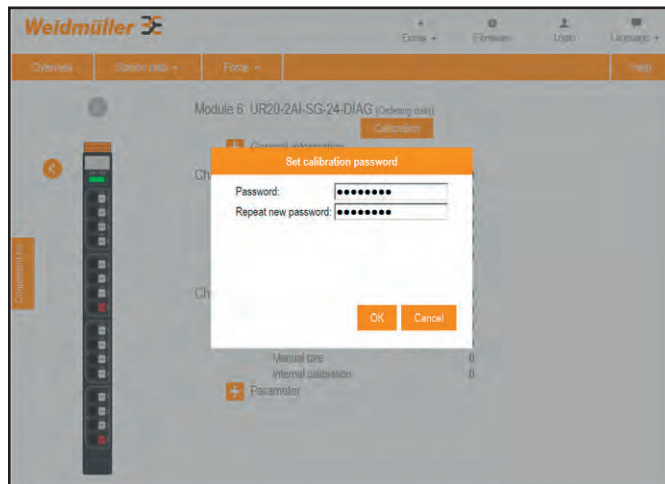 Weidmüller
Extras
Firmware
Login
Language
Overview
Station data
Force
Help
Module 6: UR20-2AI-SG-24-DIAG (Ordering data)
Calibration
General information
Set calibration password
Ch
Password:
Repeat new password:
Ch
OK
Cancel
Manual tare 0
Internal calibration 0
Parameter